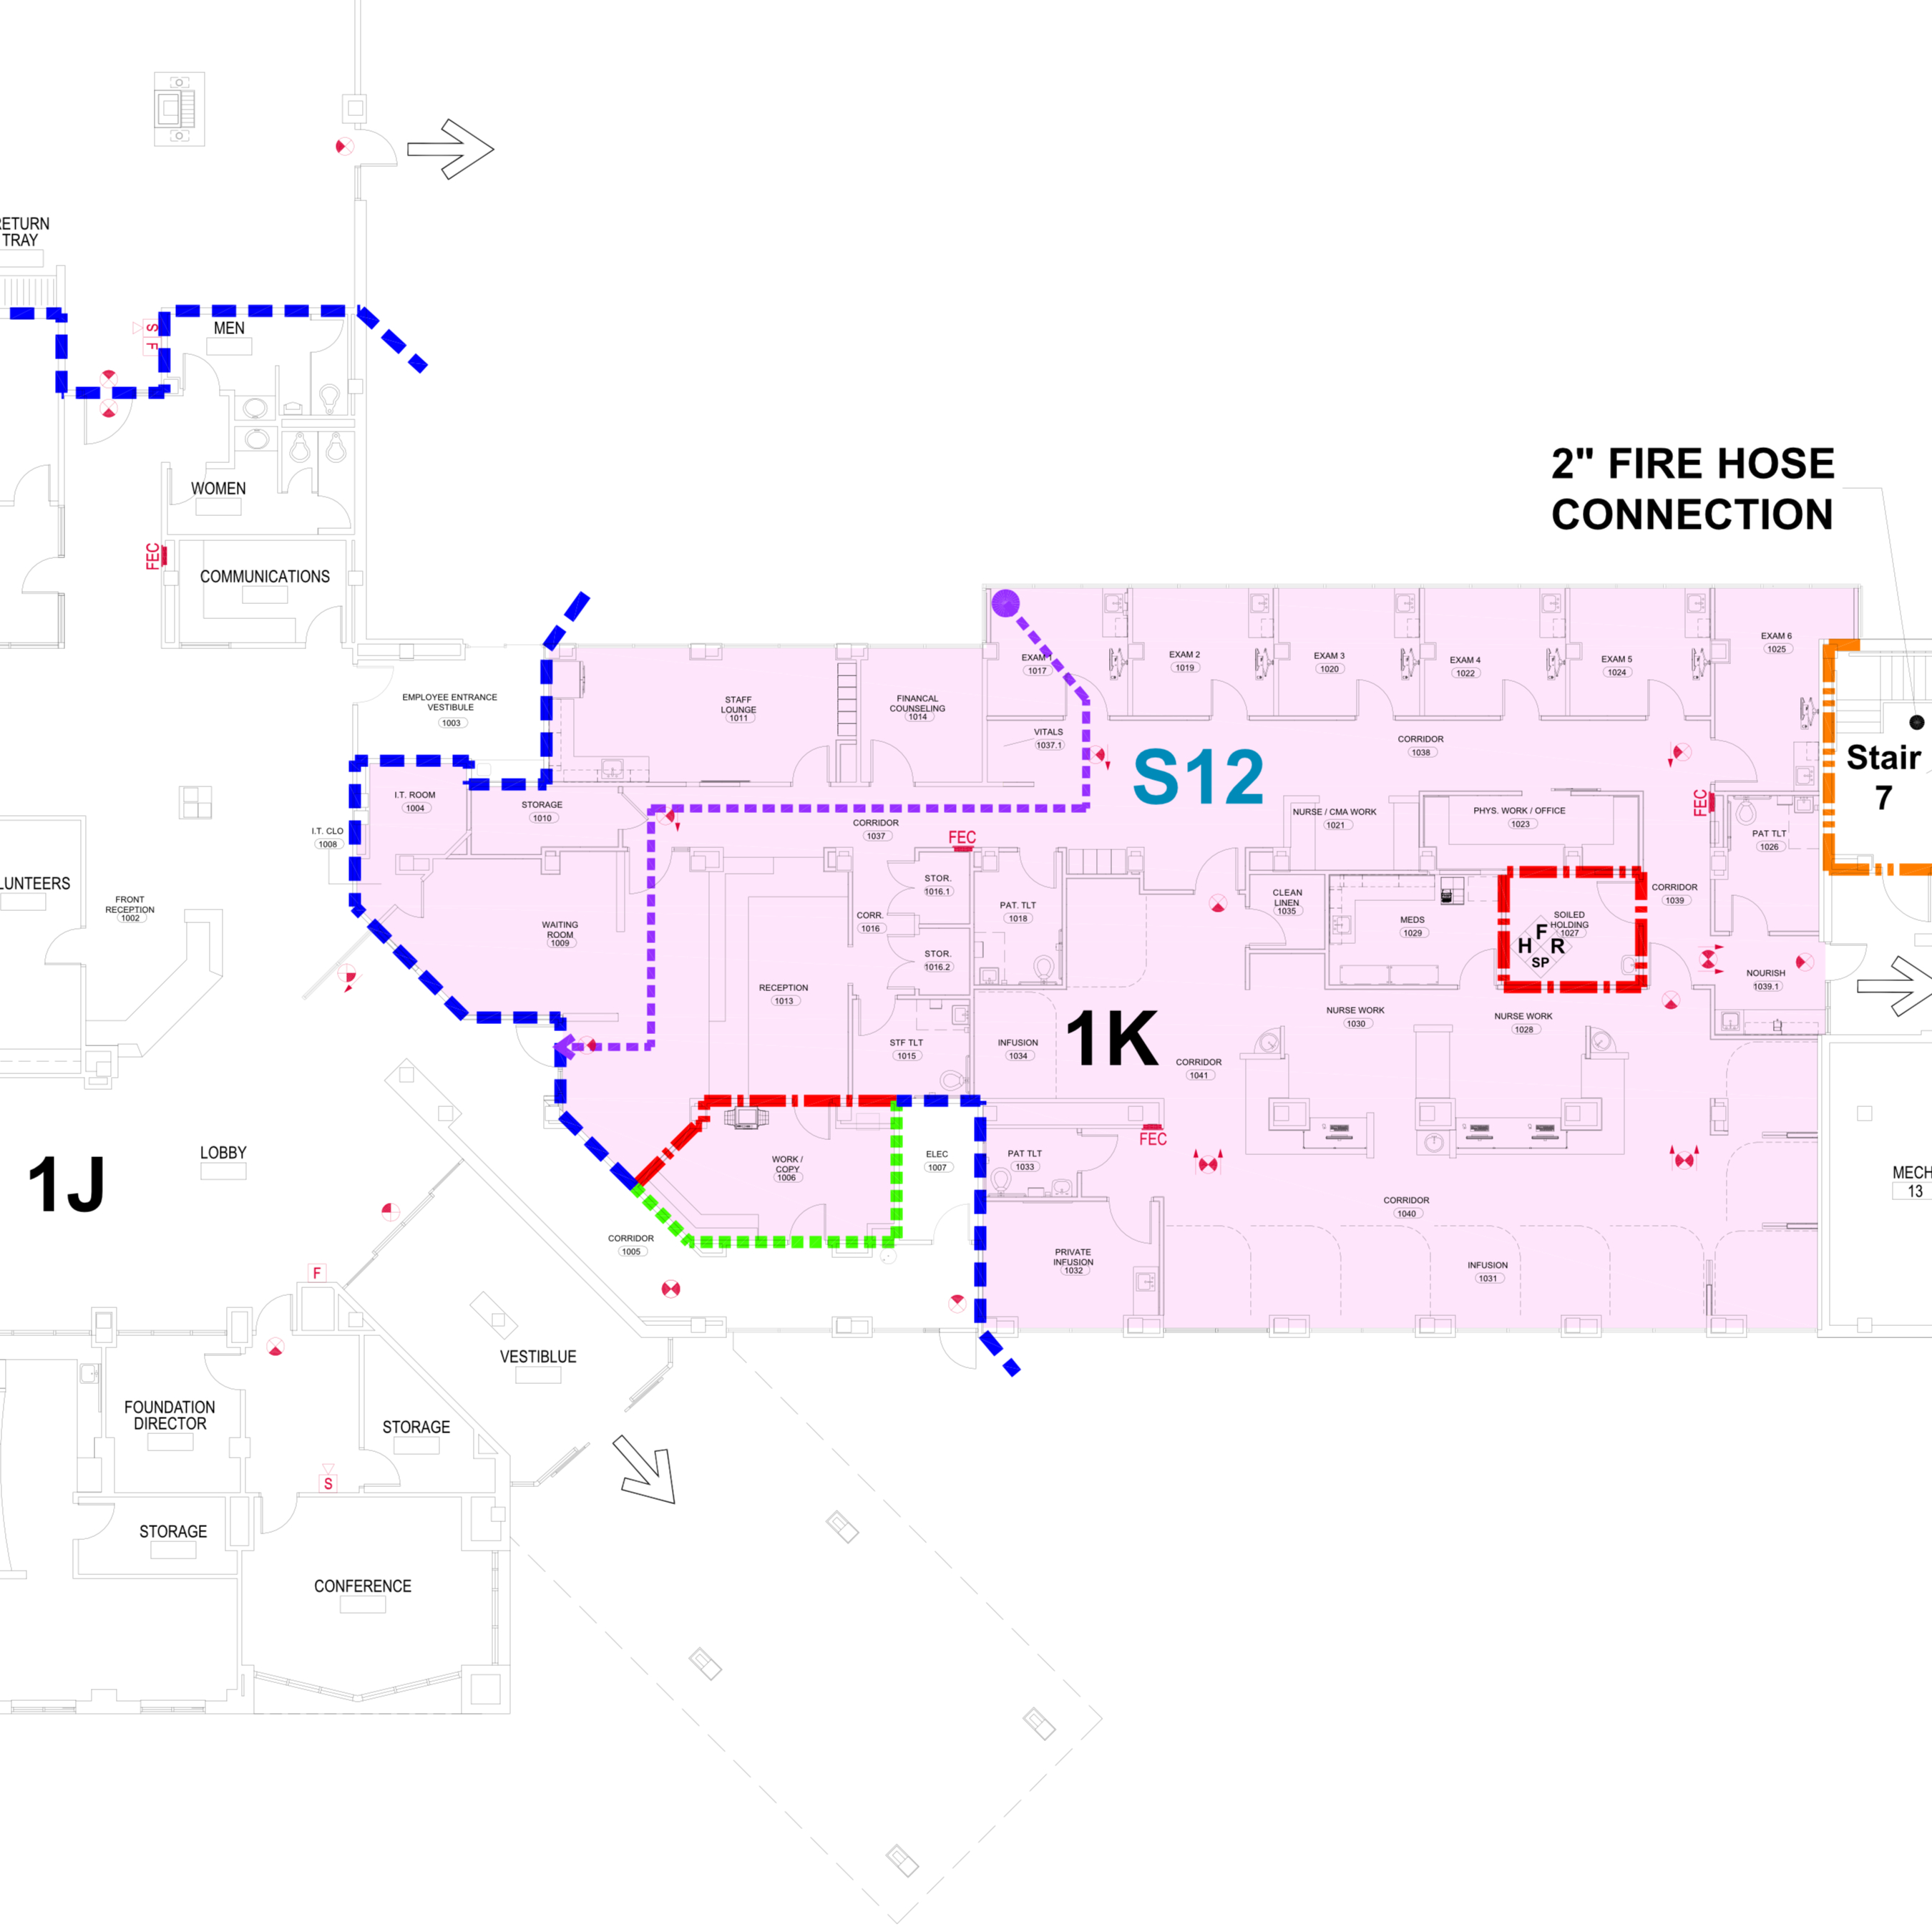 RETURN
TRAY
S
F
MEN
WOMEN
FEC
COMMUNICATIONS
2" FIRE HOSE
CONNECTION
EMPLOYEE ENTRANCE
VESTIBULE
1003
STAFF
LOUNGE
1011
FINANCAL
COUNSELING
1014
EXAM 1
1017
EXAM 2
1019
EXAM 3
1020
EXAM 4
1022
EXAM 5
1024
EXAM 6
1025
VITALS
1037.1
CORRIDOR
1038
S12
Stair
7
I.T. ROOM
1004
STORAGE
1010
I.T. CLO
1008
CORRIDOR
1037
FEC
NURSE / CMA WORK
1021
PHYS. WORK / OFFICE
1023
FEC
PAT TLT
1026
FRONT
RECEPTION
1002
WAITING
ROOM
1009
STOR.
1016.1
CORR.
1016
STOR.
1016.2
PAT. TLT
1018
CLEAN
LINEN
1035
MEDS
1029
SOILED
HOLDING
1027
F
H R
SP
CORRIDOR
1039
NOURISH
1039.1
RECEPTION
1013
STF TLT
1015
INFUSION
1034
1K
CORRIDOR
1041
NURSE WORK
1030
NURSE WORK
1028
1J
LOBBY
WORK /
COPY
1006
ELEC
1007
PAT TLT
1033
FEC
CORRIDOR
1040
MECH
13
CORRIDOR
1005
PRIVATE
INFUSION
1032
INFUSION
1031
F
VESTIBLUE
FOUNDATION
DIRECTOR
STORAGE
S
STORAGE
CONFERENCE